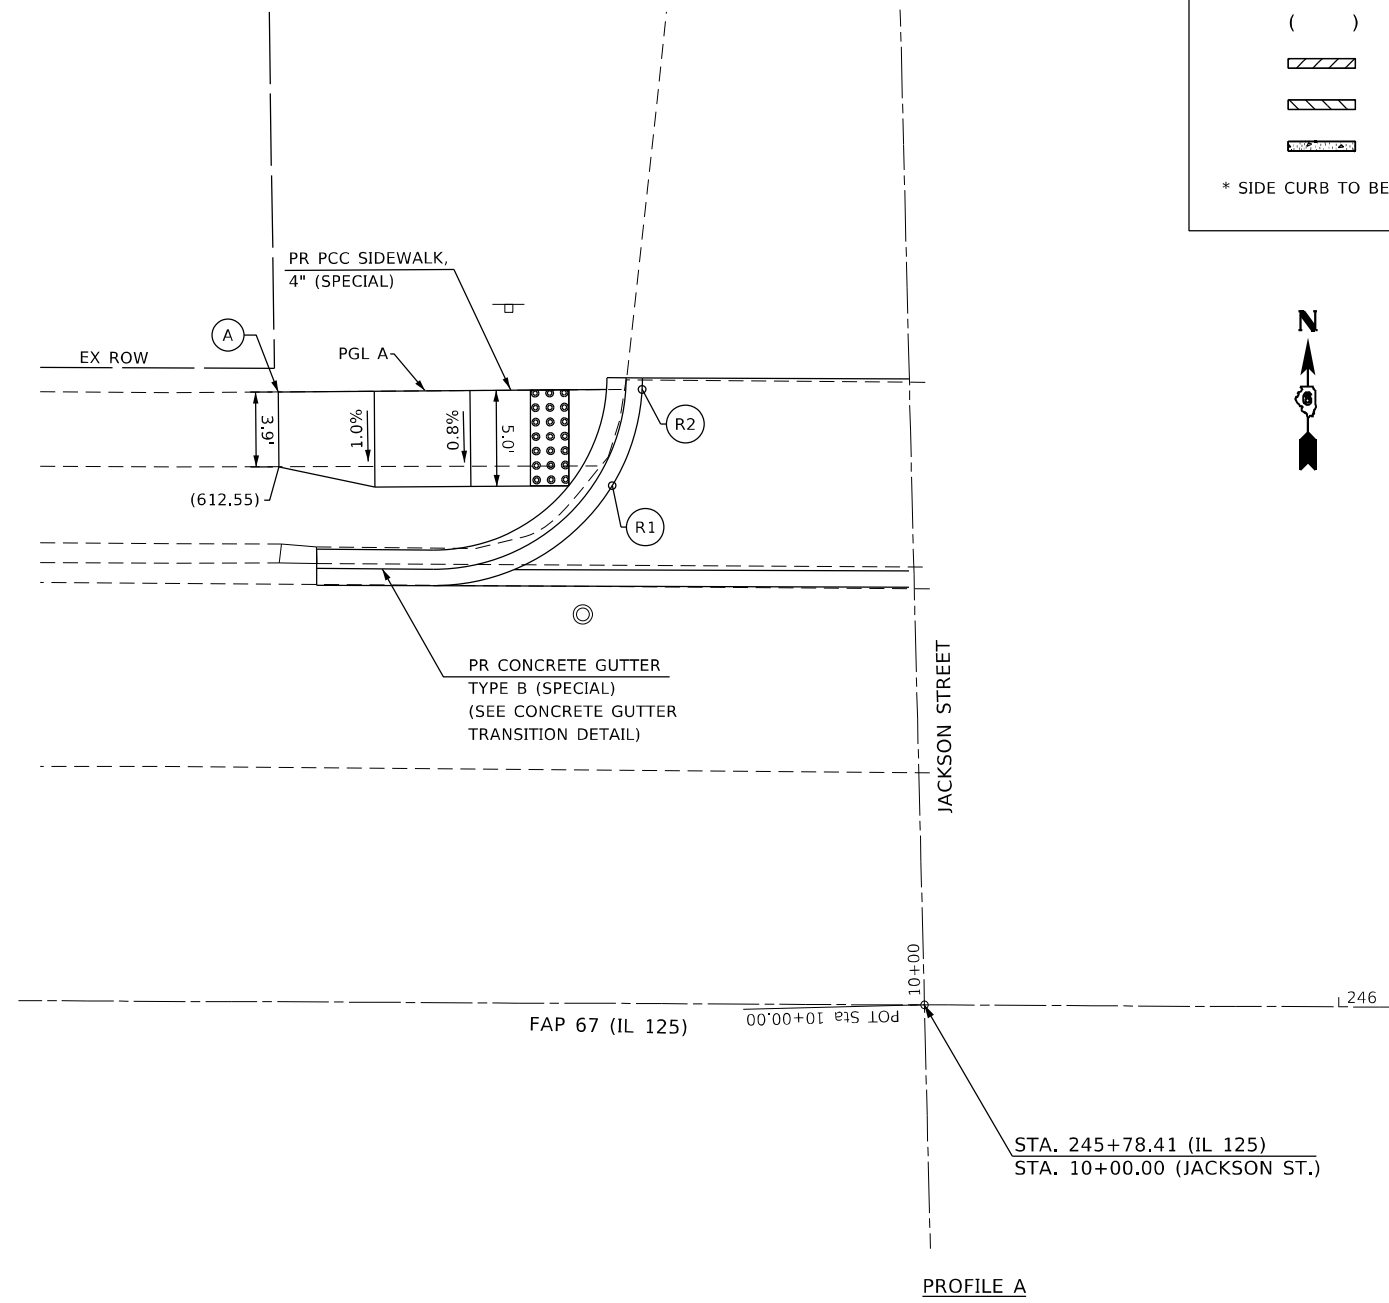 (        )
* SIDE CURB TO BE
PR PCC SIDEWALK,
4" (SPECIAL)
N
6
A
EX ROW
PGL A
3.9'
1.0%
0.8%
5.0'
R2
(612.55)
R1
PR CONCRETE GUTTER
TYPE B (SPECIAL)
(SEE CONCRETE GUTTER
TRANSITION DETAIL)
JACKSON STREET
10+00
246
FAP 67 (IL 125)
POT Sta 10+00.00
STA. 245+78.41 (IL 125)
STA. 10+00.00 (JACKSON ST.)
PROFILE A